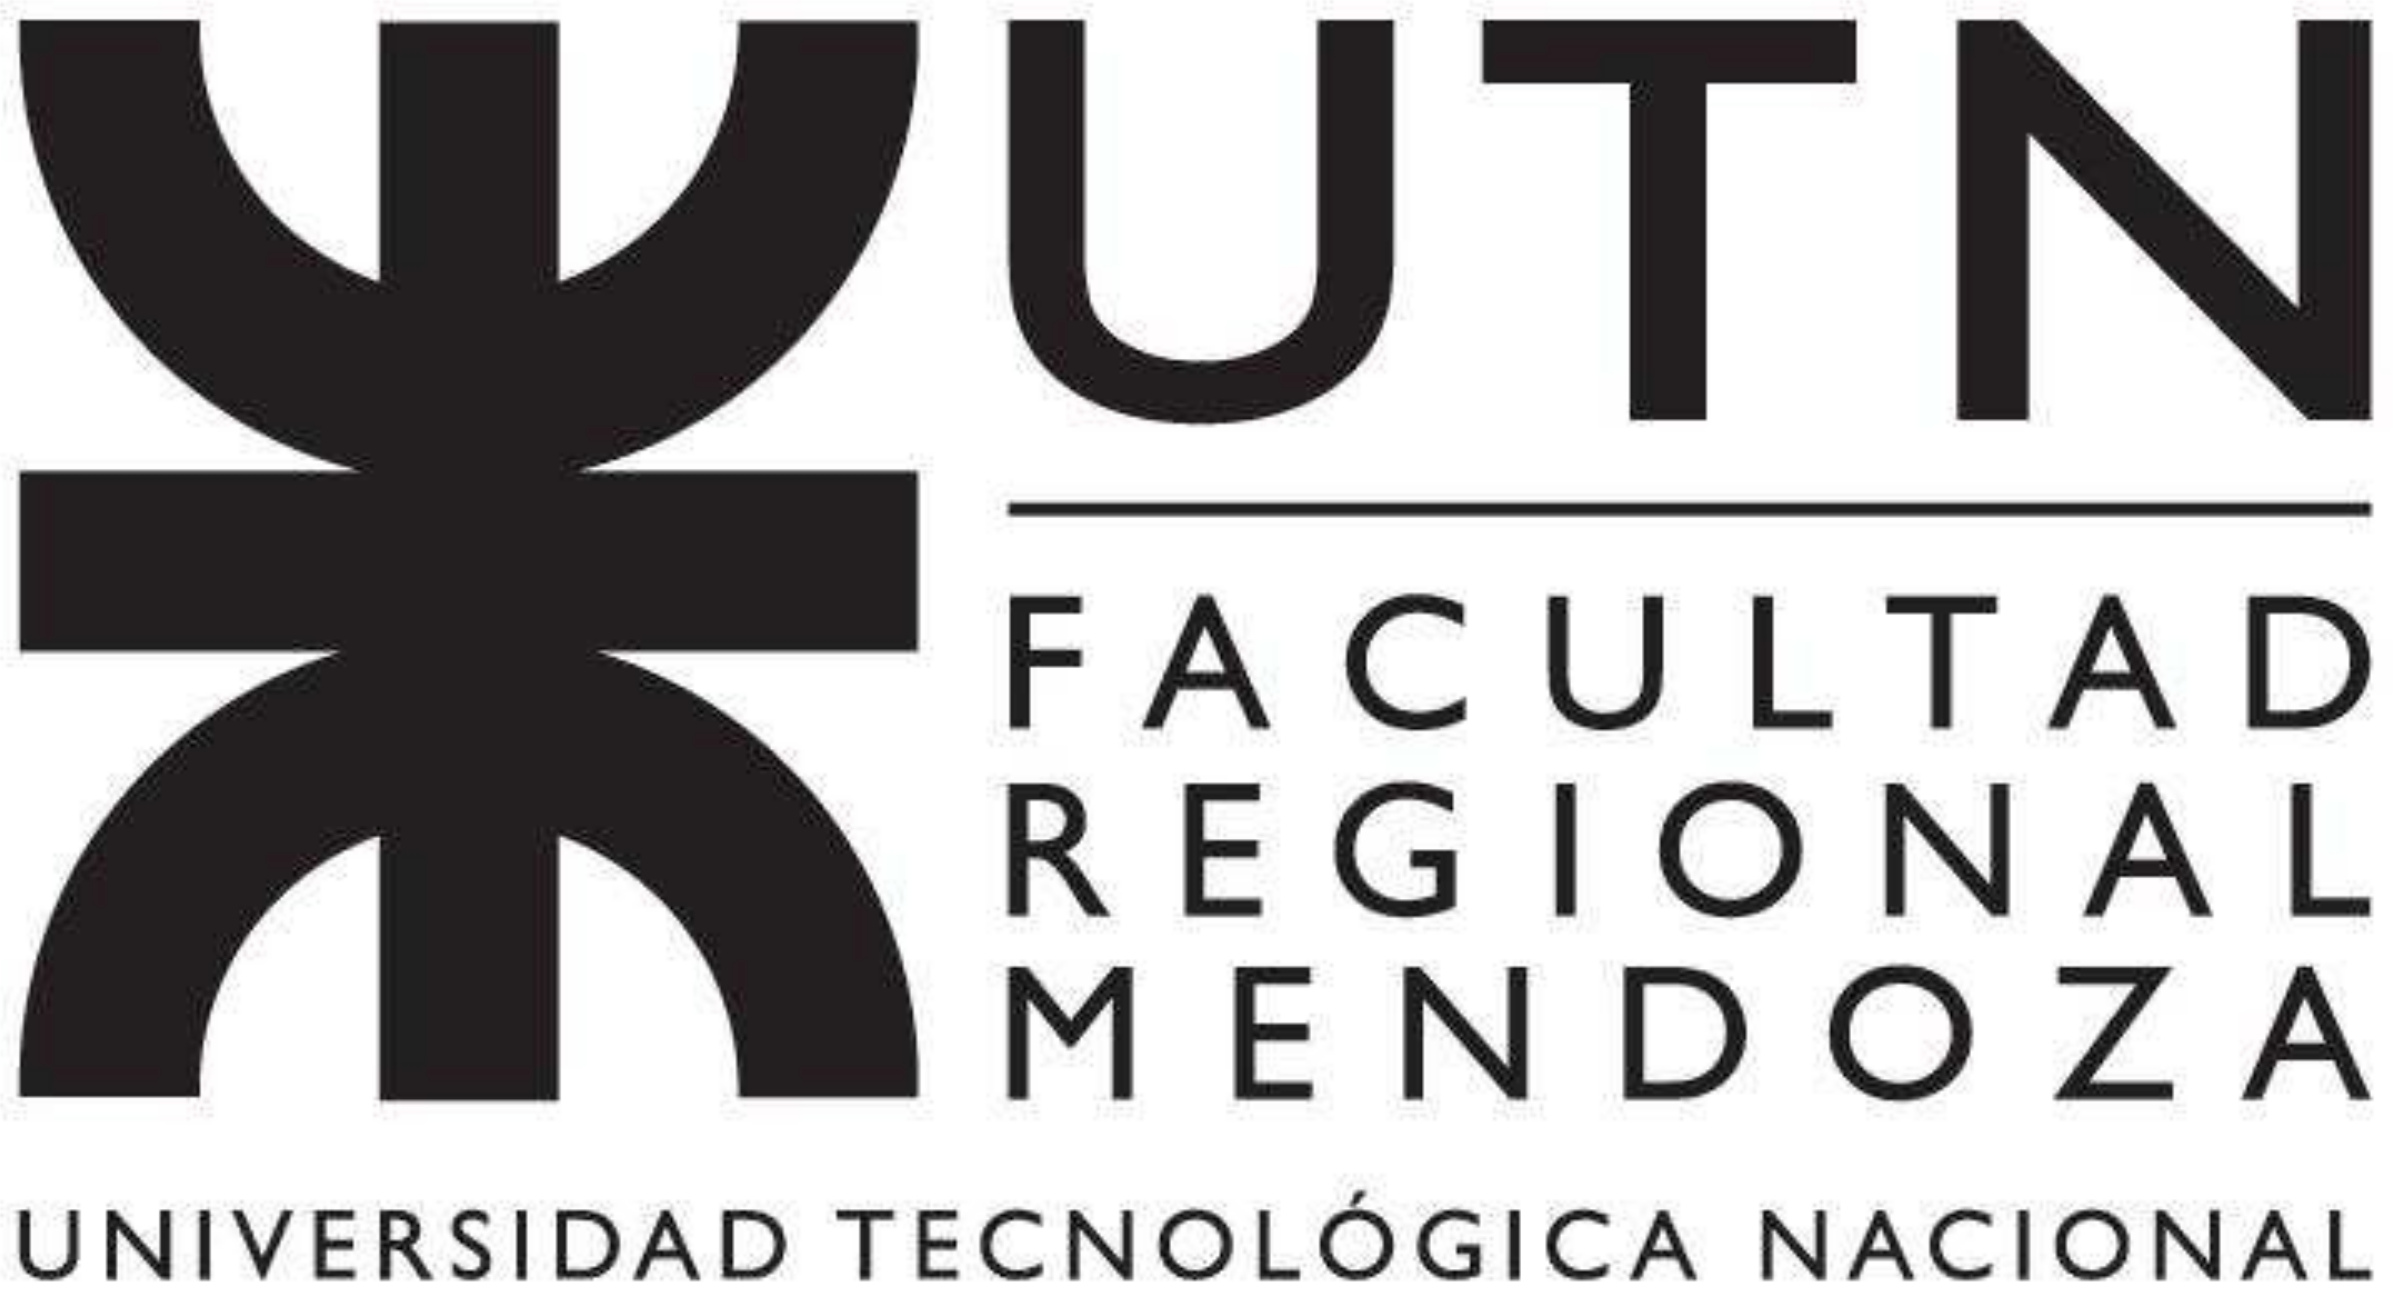 UTN
FACULTAD
REGIONAL
MENDOZA
UNIVERSIDAD TECNOLÓGICA NACIONAL